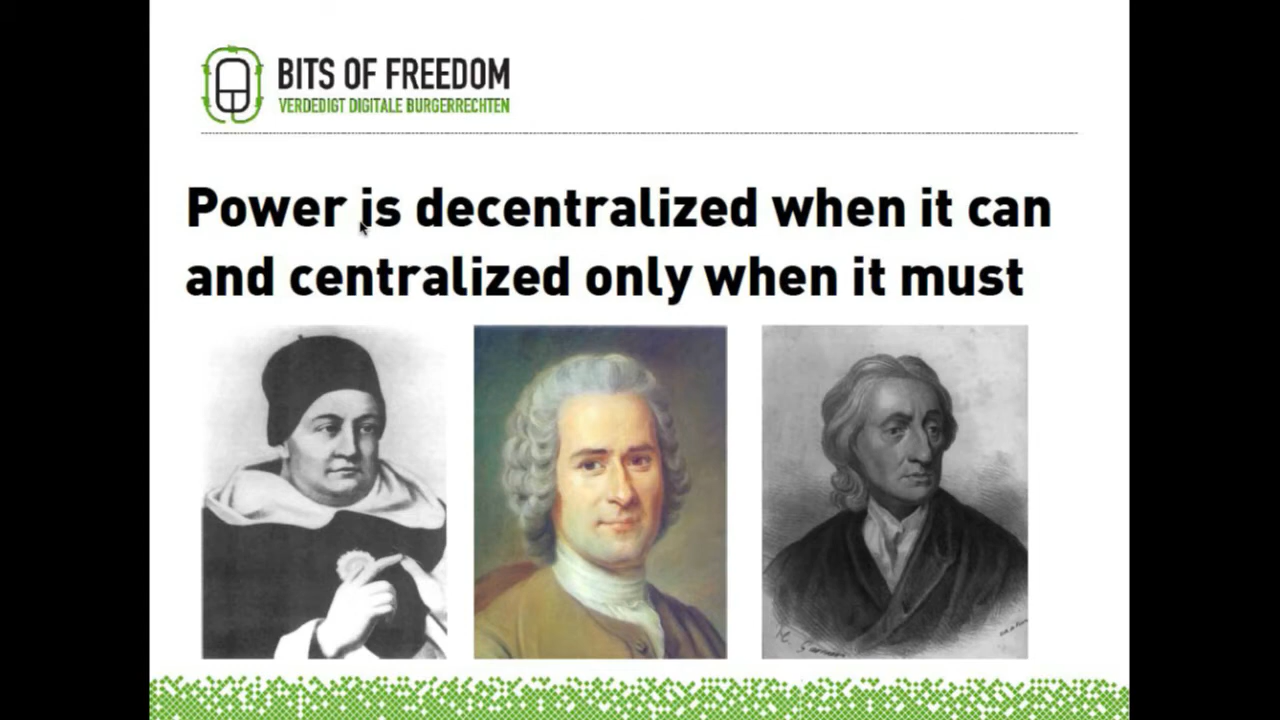 BITS OF FREEDOM
VERDEDIGT DIGITALE BURGERRECHTEN
Power is decentralized when it can
and centralized only when it must